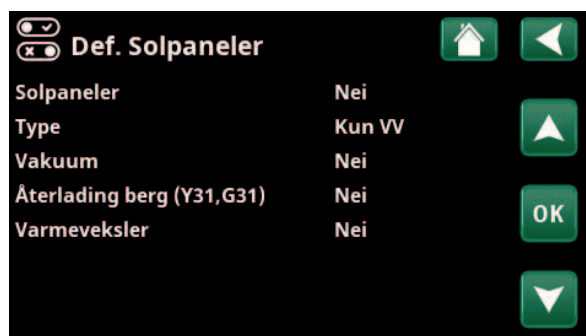 Def. Solpaneler
Solpaneler Nei
Type Kun VV
Vakuum Nei
Återlading berg (Y31,G31) Nei
Varmeveksler Nei
OK